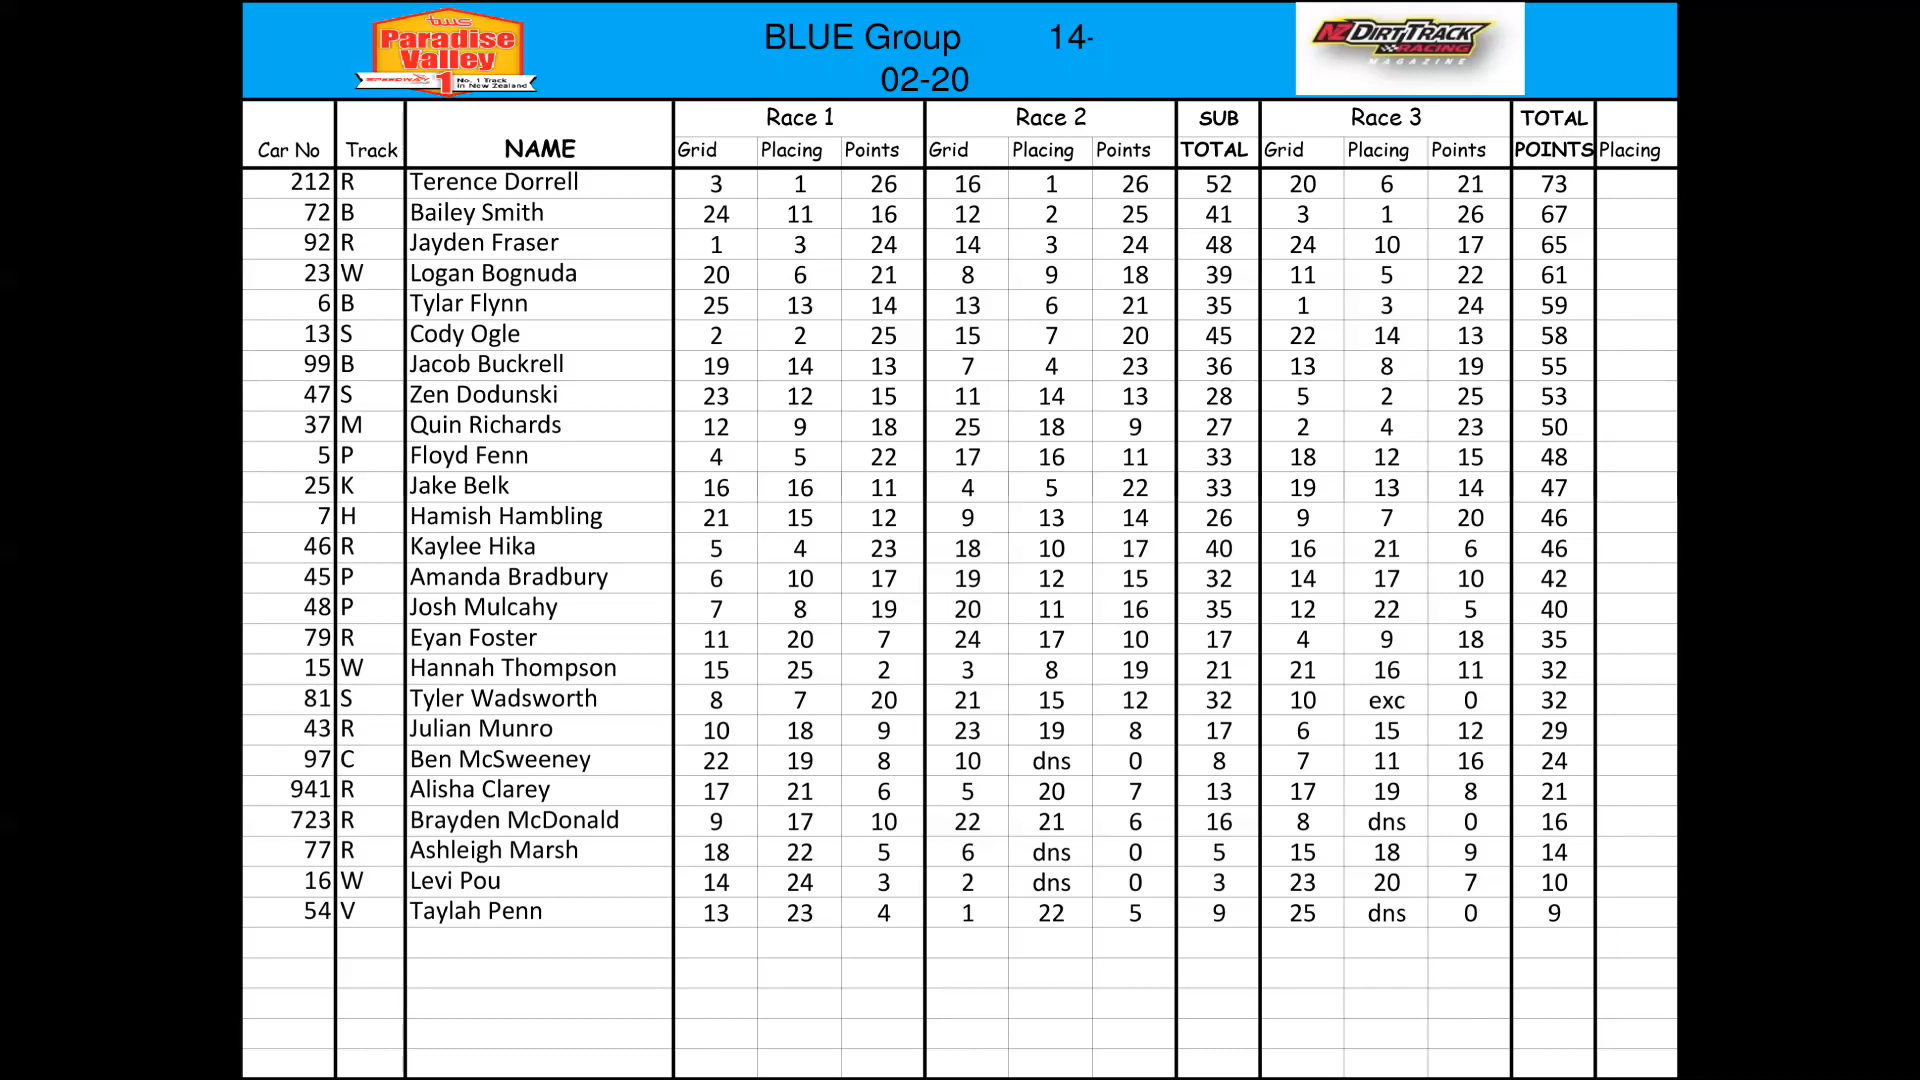 tws
Paradise
Valley
SPEEDWAY 1 No. 1 Track
in New Zealand
BLUE Group 14-
02-20
NZ DIRT TRACK
RACING
MAGAZINE
Race 1 Race 2 SUB Race 3 TOTAL
Car No Track NAME Grid Placing Points Grid Placing Points TOTAL Grid Placing Points POINTS Placing
212 R Terence Dorrell 3 1 26 16 1 26 52 20 6 21 73
72 B Bailey Smith 24 11 16 12 2 25 41 3 1 26 67
92 R Jayden Fraser 1 3 24 14 3 24 48 24 10 17 65
23 W Logan Bognuda 20 6 21 8 9 18 39 11 5 22 61
6 B Tylar Flynn 25 13 14 13 6 21 35 1 3 24 59
13 S Cody Ogle 2 2 25 15 7 20 45 22 14 13 58
99 B Jacob Buckrell 19 14 13 7 4 23 36 13 8 19 55
47 S Zen Dodunski 23 12 15 11 14 13 28 5 2 25 53
37 M Quin Richards 12 9 18 25 18 9 27 2 4 23 50
5 P Floyd Fenn 4 5 22 17 16 11 33 18 12 15 48
25 K Jake Belk 16 16 11 4 5 22 33 19 13 14 47
7 H Hamish Hambling 21 15 12 9 13 14 26 9 7 20 46
46 R Kaylee Hika 5 4 23 18 10 17 40 16 21 6 46
45 P Amanda Bradbury 6 10 17 19 12 15 32 14 17 10 42
48 P Josh Mulcahy 7 8 19 20 11 16 35 12 22 5 40
79 R Eyan Foster 11 20 7 24 17 10 17 4 9 18 35
15 W Hannah Thompson 15 25 2 3 8 19 21 21 16 11 32
81 S Tyler Wadsworth 8 7 20 21 15 12 32 10 exc 0 32
43 R Julian Munro 10 18 9 23 19 8 17 6 15 12 29
97 C Ben McSweeney 22 19 8 10 dns 0 8 7 11 16 24
941 R Alisha Clarey 17 21 6 5 20 7 13 17 19 8 21
723 R Brayden McDonald 9 17 10 22 21 6 16 8 dns 0 16
77 R Ashleigh Marsh 18 22 5 6 dns 0 5 15 18 9 14
16 W Levi Pou 14 24 3 2 dns 0 3 23 20 7 10
54 V Taylah Penn 13 23 4 1 22 5 9 25 dns 0 9